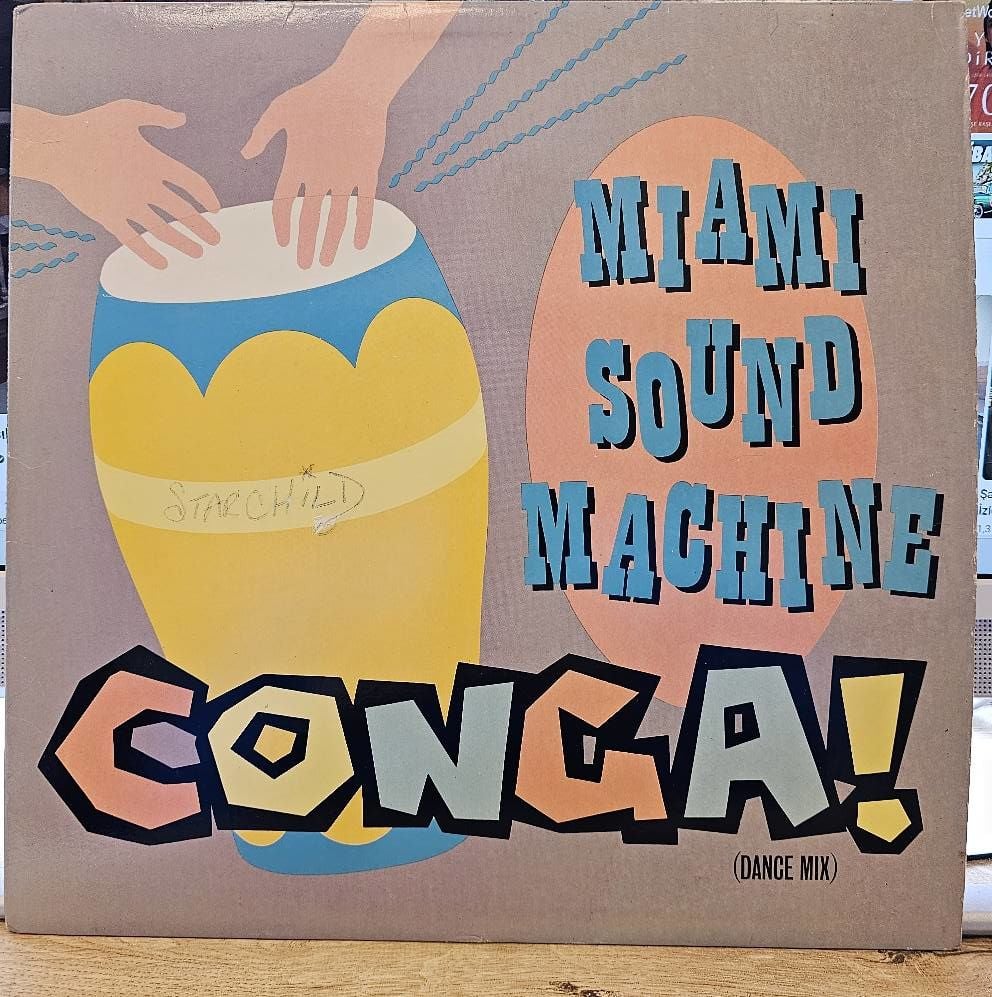 MIAMI
SOUND
MACHINE
STARCHILD
CONGA!
(DANCE MIX)